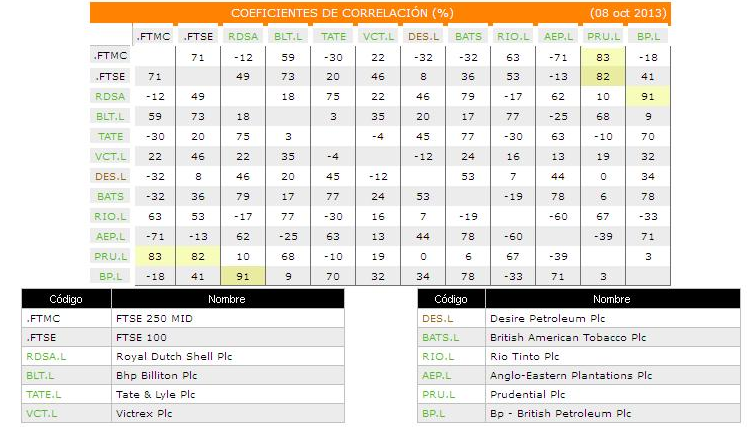 COEFICIENTES DE CORRELACIÓN (%) (08 oct 2013)
.FTMC .FTSE RDSA BLT.L TATE VCT.L DES.L BATS RIO.L AEP.L PRU.L BP.L
.FTMC 71 -12 59 -30 22 -32 -32 63 -71 83 -18
.FTSE 71 49 73 20 46 8 36 53 -13 82 41
RDSA -12 49 18 75 22 46 79 -17 62 10 91
BLT.L 59 73 18 3 35 20 17 77 -25 68 9
TATE -30 20 75 3 -4 45 77 -30 63 -10 70
VCT.L 22 46 22 35 -4 -12 24 16 13 19 32
DES.L -32 8 46 20 45 -12 53 7 44 0 34
BATS -32 36 79 17 77 24 53 -19 78 6 78
RIO.L 63 53 -17 77 -30 16 7 -19 -60 67 -33
AEP.L -71 -13 62 -25 63 13 44 78 -60 -39 71
PRU.L 83 82 10 68 -10 19 0 6 67 -39 3
BP.L -18 41 91 9 70 32 34 78 -33 71 3
Código Nombre
.FTMC FTSE 250 MID
.FTSE FTSE 100
RDSA.L Royal Dutch Shell Plc
BLT.L Bhp Billiton Plc
TATE.L Tate & Lyle Plc
VCT.L Victrex Plc
Código Nombre
DES.L Desire Petroleum Plc
BATS.L British American Tobacco Plc
RIO.L Rio Tinto Plc
AEP.L Anglo-Eastern Plantations Plc
PRU.L Prudential Plc
BP.L Bp - British Petroleum Plc